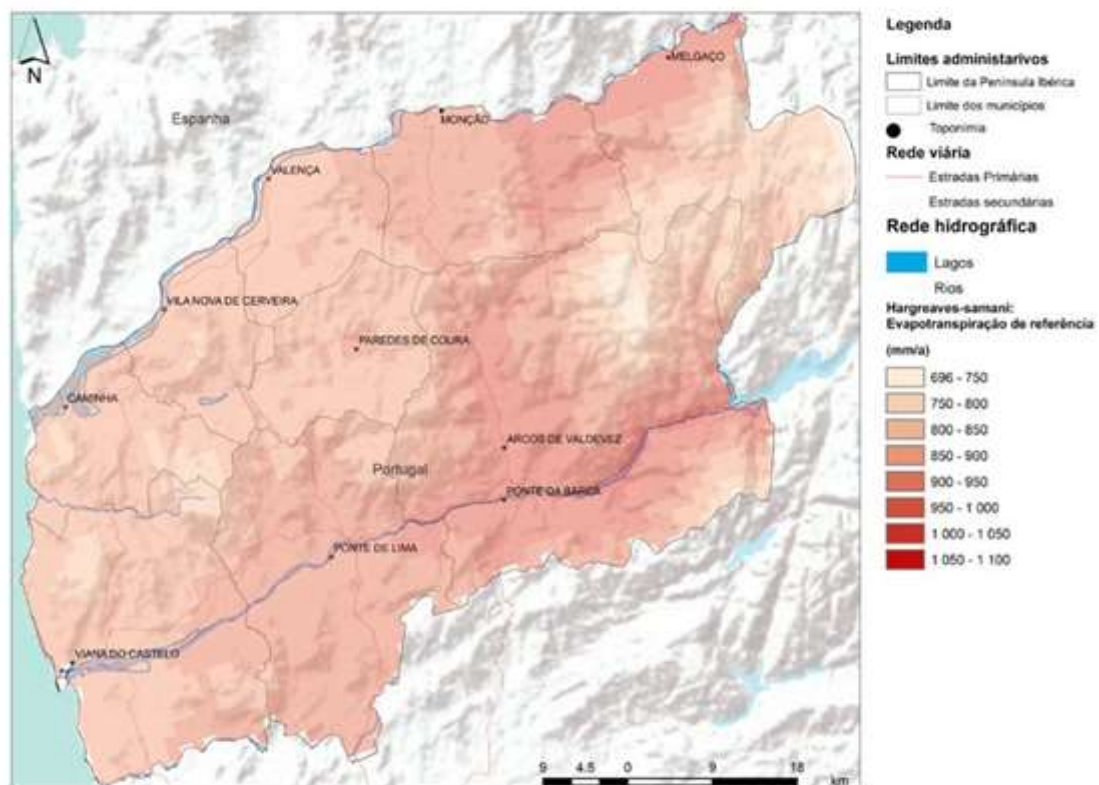 N
Espanha
MELGAÇO
MONÇÃO
VALENÇA
VILA NOVA DE CERVEIRA
PAREDES DE COURA
CAMINHA
ARCOS DE VALDEVEZ
Portugal
PONTE DA BARCA
PONTE DE LIMA
VIANA DO CASTELO
9 4.5 0 9 18
km
Legenda
Limites administarivos
Limite da Península Ibérica
Limite dos municípios
Toponímia
Rede viária
Estradas Primárias
Estradas secundárias
Rede hidrográfica
Lagos
Rios
Hargreaves-samani:
Evapotranspiração de referência
(mm/a)
696 - 750
750 - 800
800 - 850
850 - 900
900 - 950
950 - 1 000
1 000 - 1 050
1 050 - 1 100